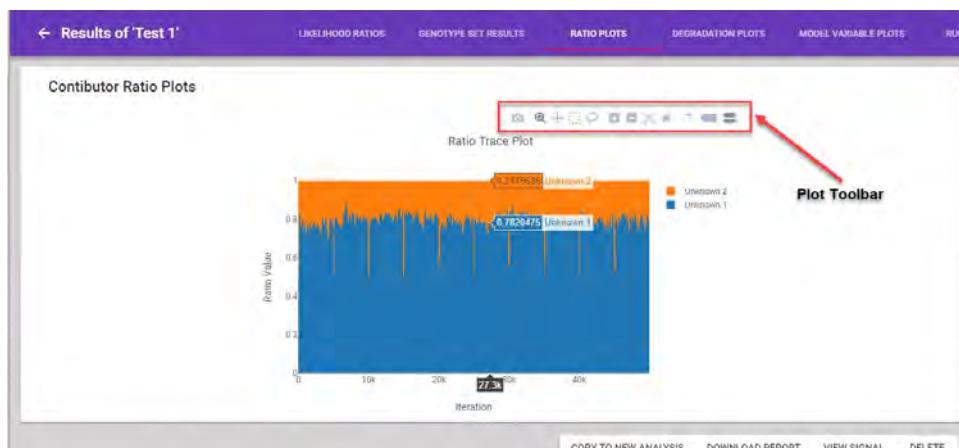 ← Results of 'Test 1'
LIKELIHOOD RATIOS GENOTYPE SET RESULTS RATIO PLOTS DEGRADATION PLOTS MODEL VARIABLE PLOTS
Contibutor Ratio Plots
Ratio Trace Plot
Plot Toolbar
Unknown 2
Unknown 1
Unknown 2
0.7820475 Unknown 1
Ratio Value
1
0.8
0.6
0.4
0.2
0
0 10k 20k 30k 40k
27.3k
Iteration
COPY TO NEW ANALYSIS DOWNLOAD REPORT VIEW SIGNAL DELETE